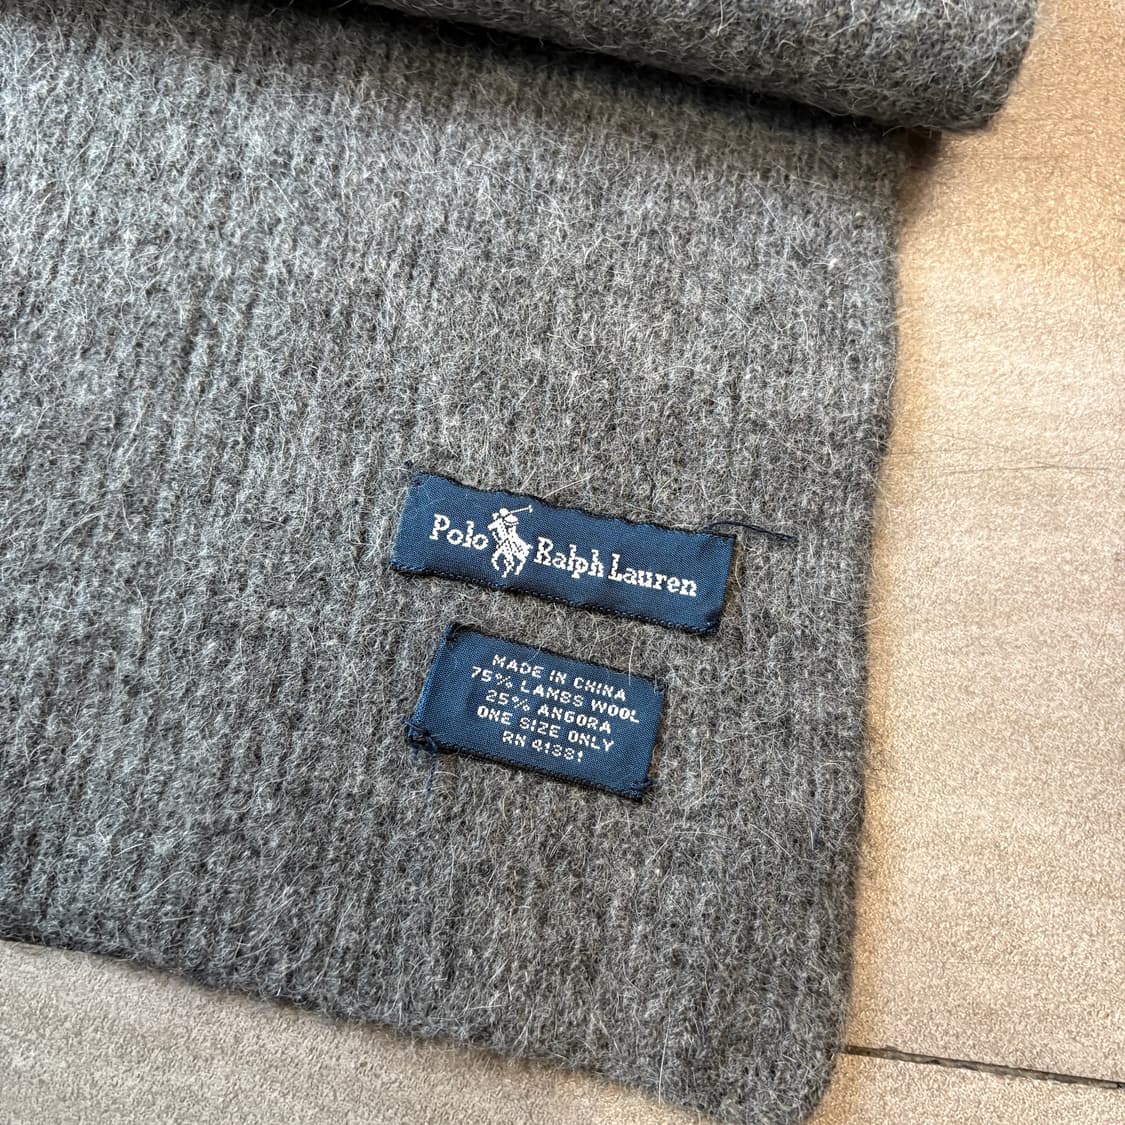 Polo Ralph Lauren
MADE IN CHINA
75% LAMBS WOOL
25% ANGORA
ONE SIZE ONLY
RN 41381